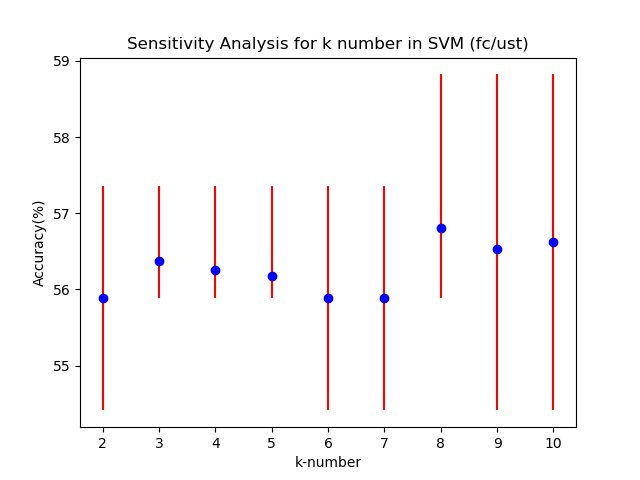 Sensitivity Analysis for k number in SVM (fc/ust)
59
58
57
56
55
Accuracy(%)
2 3 4 5 6 7 8 9 10
k-number